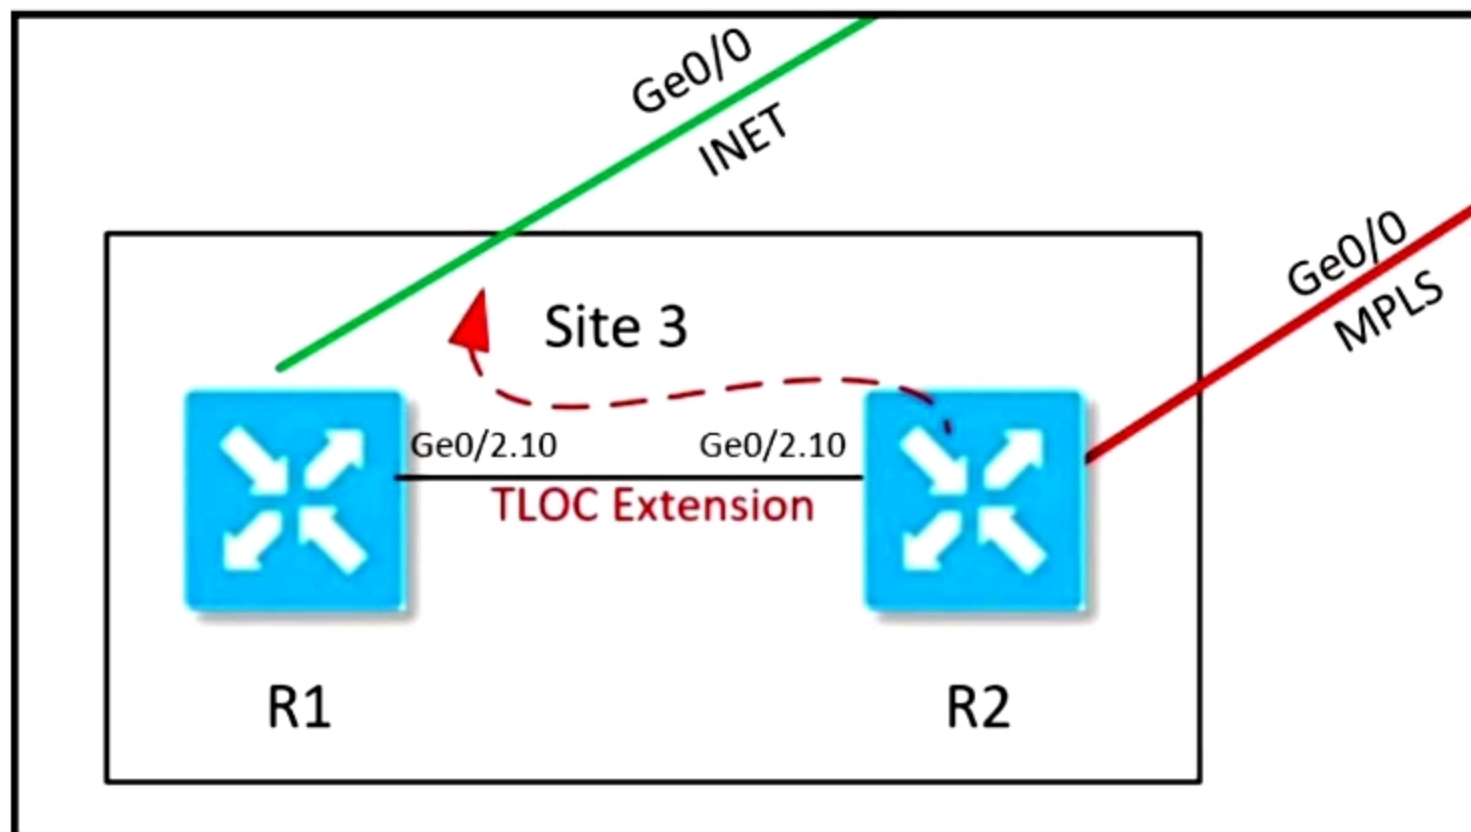 Ge0/0
INET
Ge0/0
MPLS
Site 3
Ge0/2.10
Ge0/2.10
TLOC Extension
R1
R2